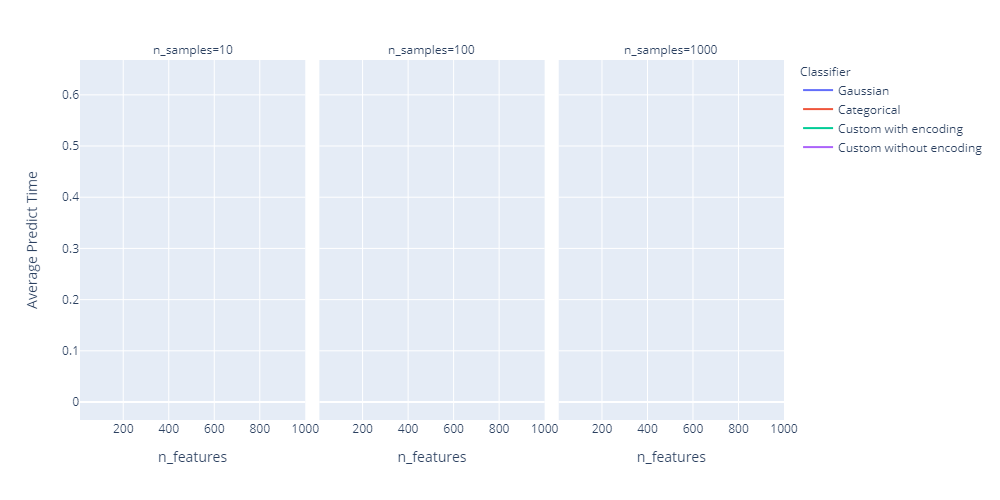 n_samples=10
n_samples=100
n_samples=1000
Classifier
Gaussian
Categorical
Custom with encoding
Custom without encoding
Average Predict Time
0.6
0.5
0.4
0.3
0.2
0.1
0
200 400 600 800 1000
200 400 600 800 1000
200 400 600 800 1000
n_features
n_features
n_features